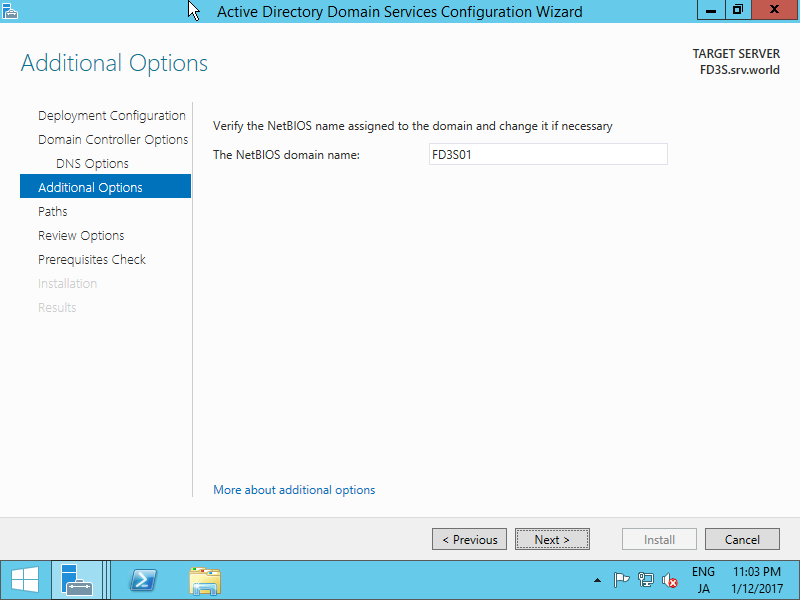 Active Directory Domain Services Configuration Wizard
Additional Options
TARGET SERVER
FD3S.srv.world
Deployment Configuration
Domain Controller Options
DNS Options
Additional Options
Paths
Review Options
Prerequisites Check
Installation
Results
Verify the NetBIOS name assigned to the domain and change it if necessary
The NetBIOS domain name: FD3S01
More about additional options
< Previous Next > Install Cancel
ENG 11:03 PM
JA 1/12/2017